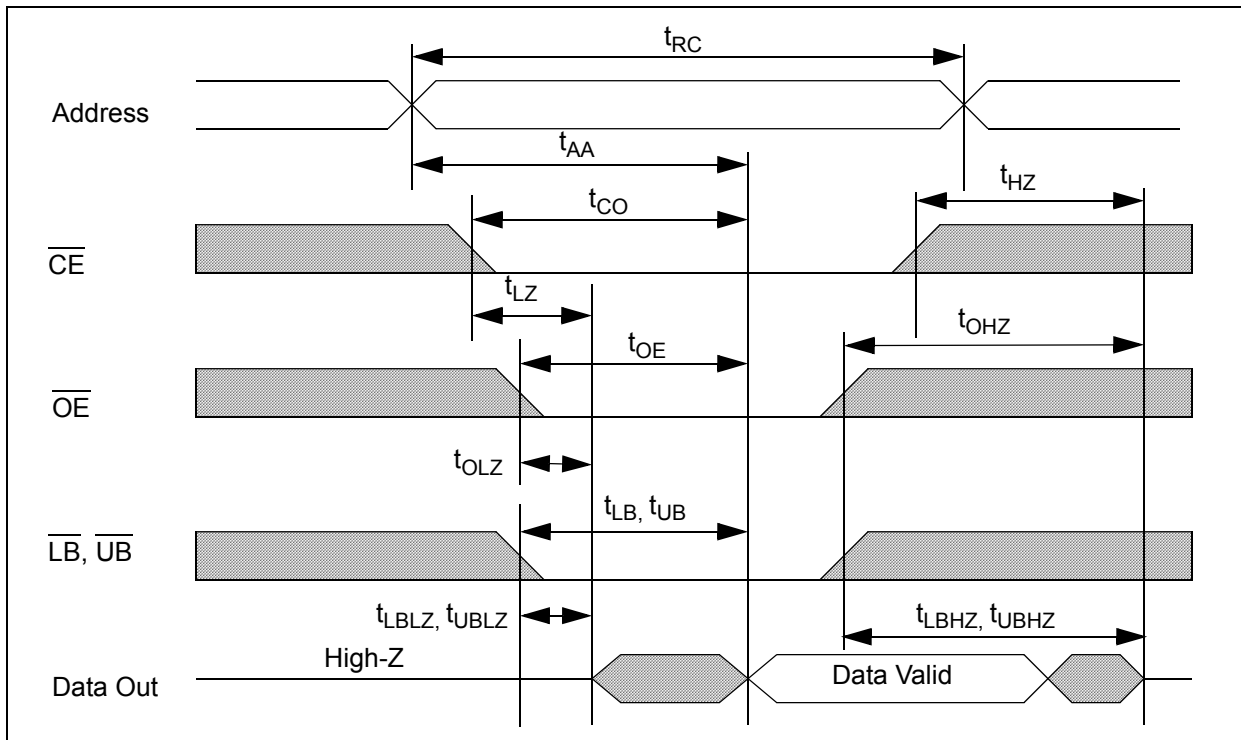 tRC
Address
tAA
tHZ
tCO
CE
tLZ
tOHZ
tOE
OE
tOLZ
tLB, tUB
LB, UB
tLBLZ, tUBLZ
tLBHZ, tUBHZ
High-Z
Data Valid
Data Out